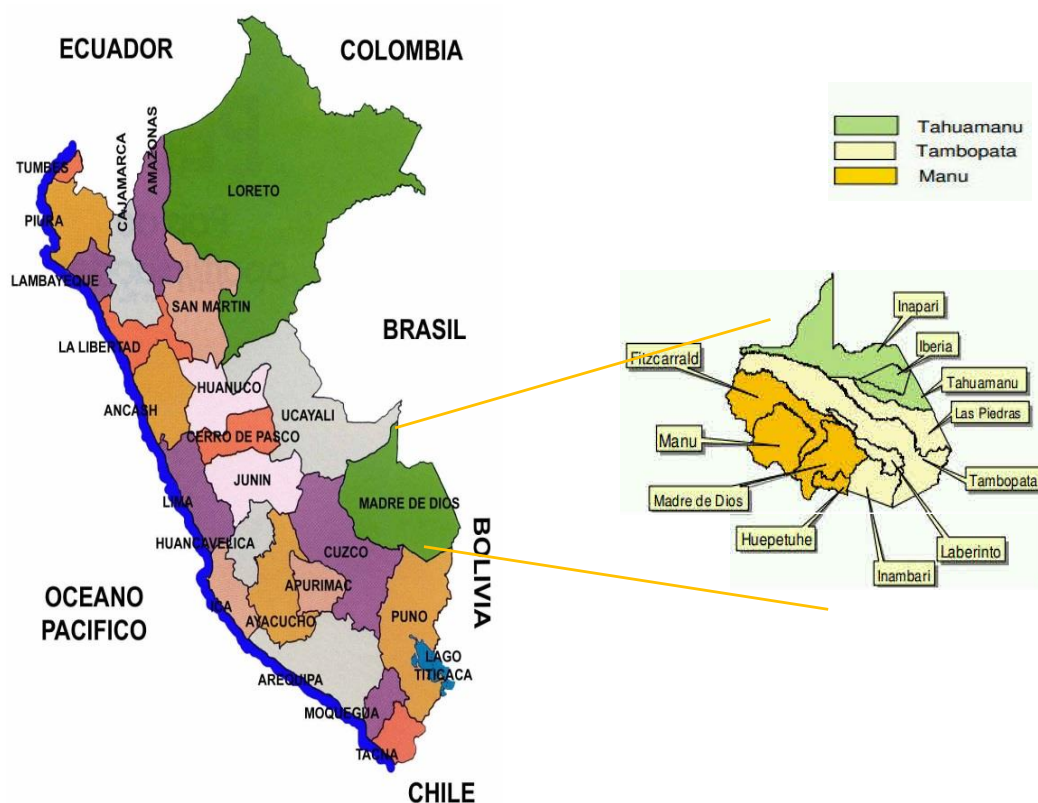 ECUADOR
COLOMBIA
AMAZONAS
CAJAMARCA
TUMBES
LORETO
PIURA
LAMBAYEQUE
SAN MARTIN
BRASIL
LA LIBERTAD
HUANUCO
ANCASH
UCAYALI
CERRO DE PASCO
JUNIN
LIMA
MADRE DE DIOS
HUANCAVELICA
CUZCO
BOLIVIA
APURIMAC
OCEANO
PACIFICO
ICA
AYACUCHO
PUNO
LAGO
TITICACA
AREQUIPA
MOQUEGUA
TACNA
CHILE
Tahuamanu
Tambopata
Manu
Inapari
Iberia
Fitzcarrald
Tahuamanu
Las Piedras
Manu
Tambopata
Madre de Dios
Huepetuhe
Laberinto
Inambari